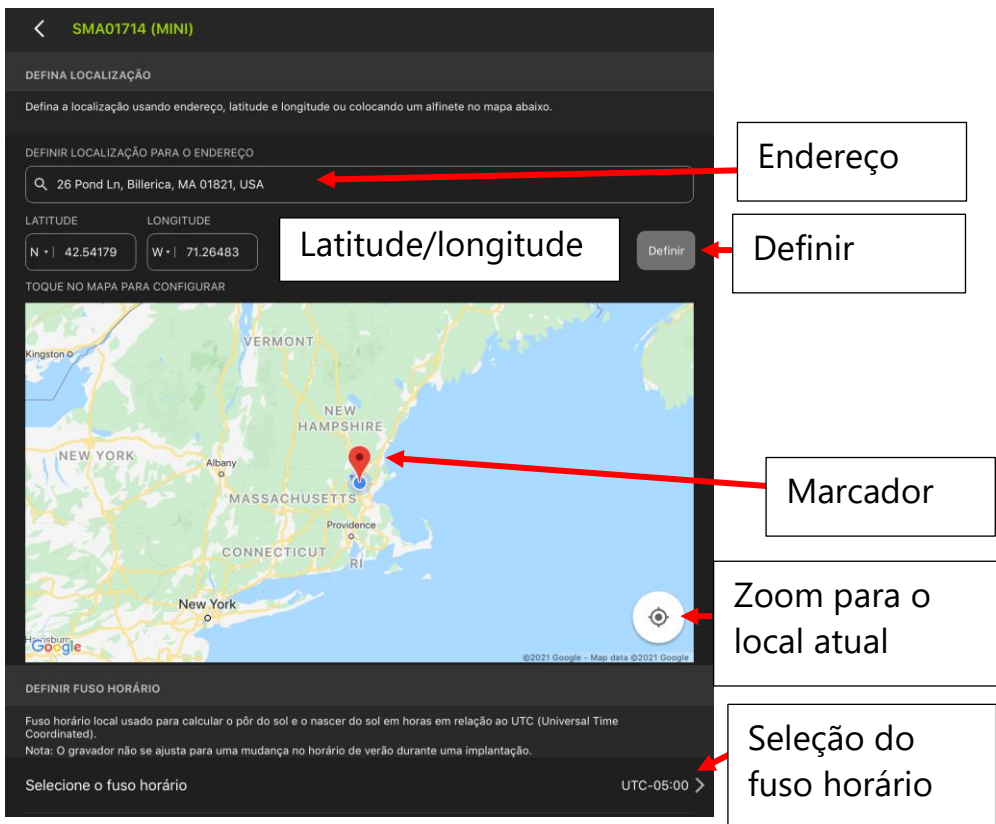 SMA01714 (MINI)
DEFINA LOCALIZAÇÃO
Defina a localização usando endereço, latitude e longitude ou colocando um alfinete no mapa abaixo.
DEFINIR LOCALIZAÇÃO PARA O ENDEREÇO
Endereço
26 Pond Ln, Billerica, MA 01821, USA
LATITUDE LONGITUDE
N 42.54179 W 71.26483
Latitude/longitude
Definir
Definir
TOQUE NO MAPA PARA CONFIGURAR
VERMONT
Kingston
NEW
HAMPSHIRE
NEW YORK
Albany
MASSACHUSETTS
Marcador
Providence
CONNECTICUT
RI
New York
Zoom para o
local atual
Google
©2021 Google - Map data ©2021 Google
DEFINIR FUSO HORÁRIO
Fuso horário local usado para calcular o pôr do sol e o nascer do sol em horas em relação ao UTC (Universal Time
Coordinated).
Nota: O gravador não se ajusta para uma mudança no horário de verão durante uma implantação.
Seleção do
fuso horário
Selecione o fuso horário UTC-05:00